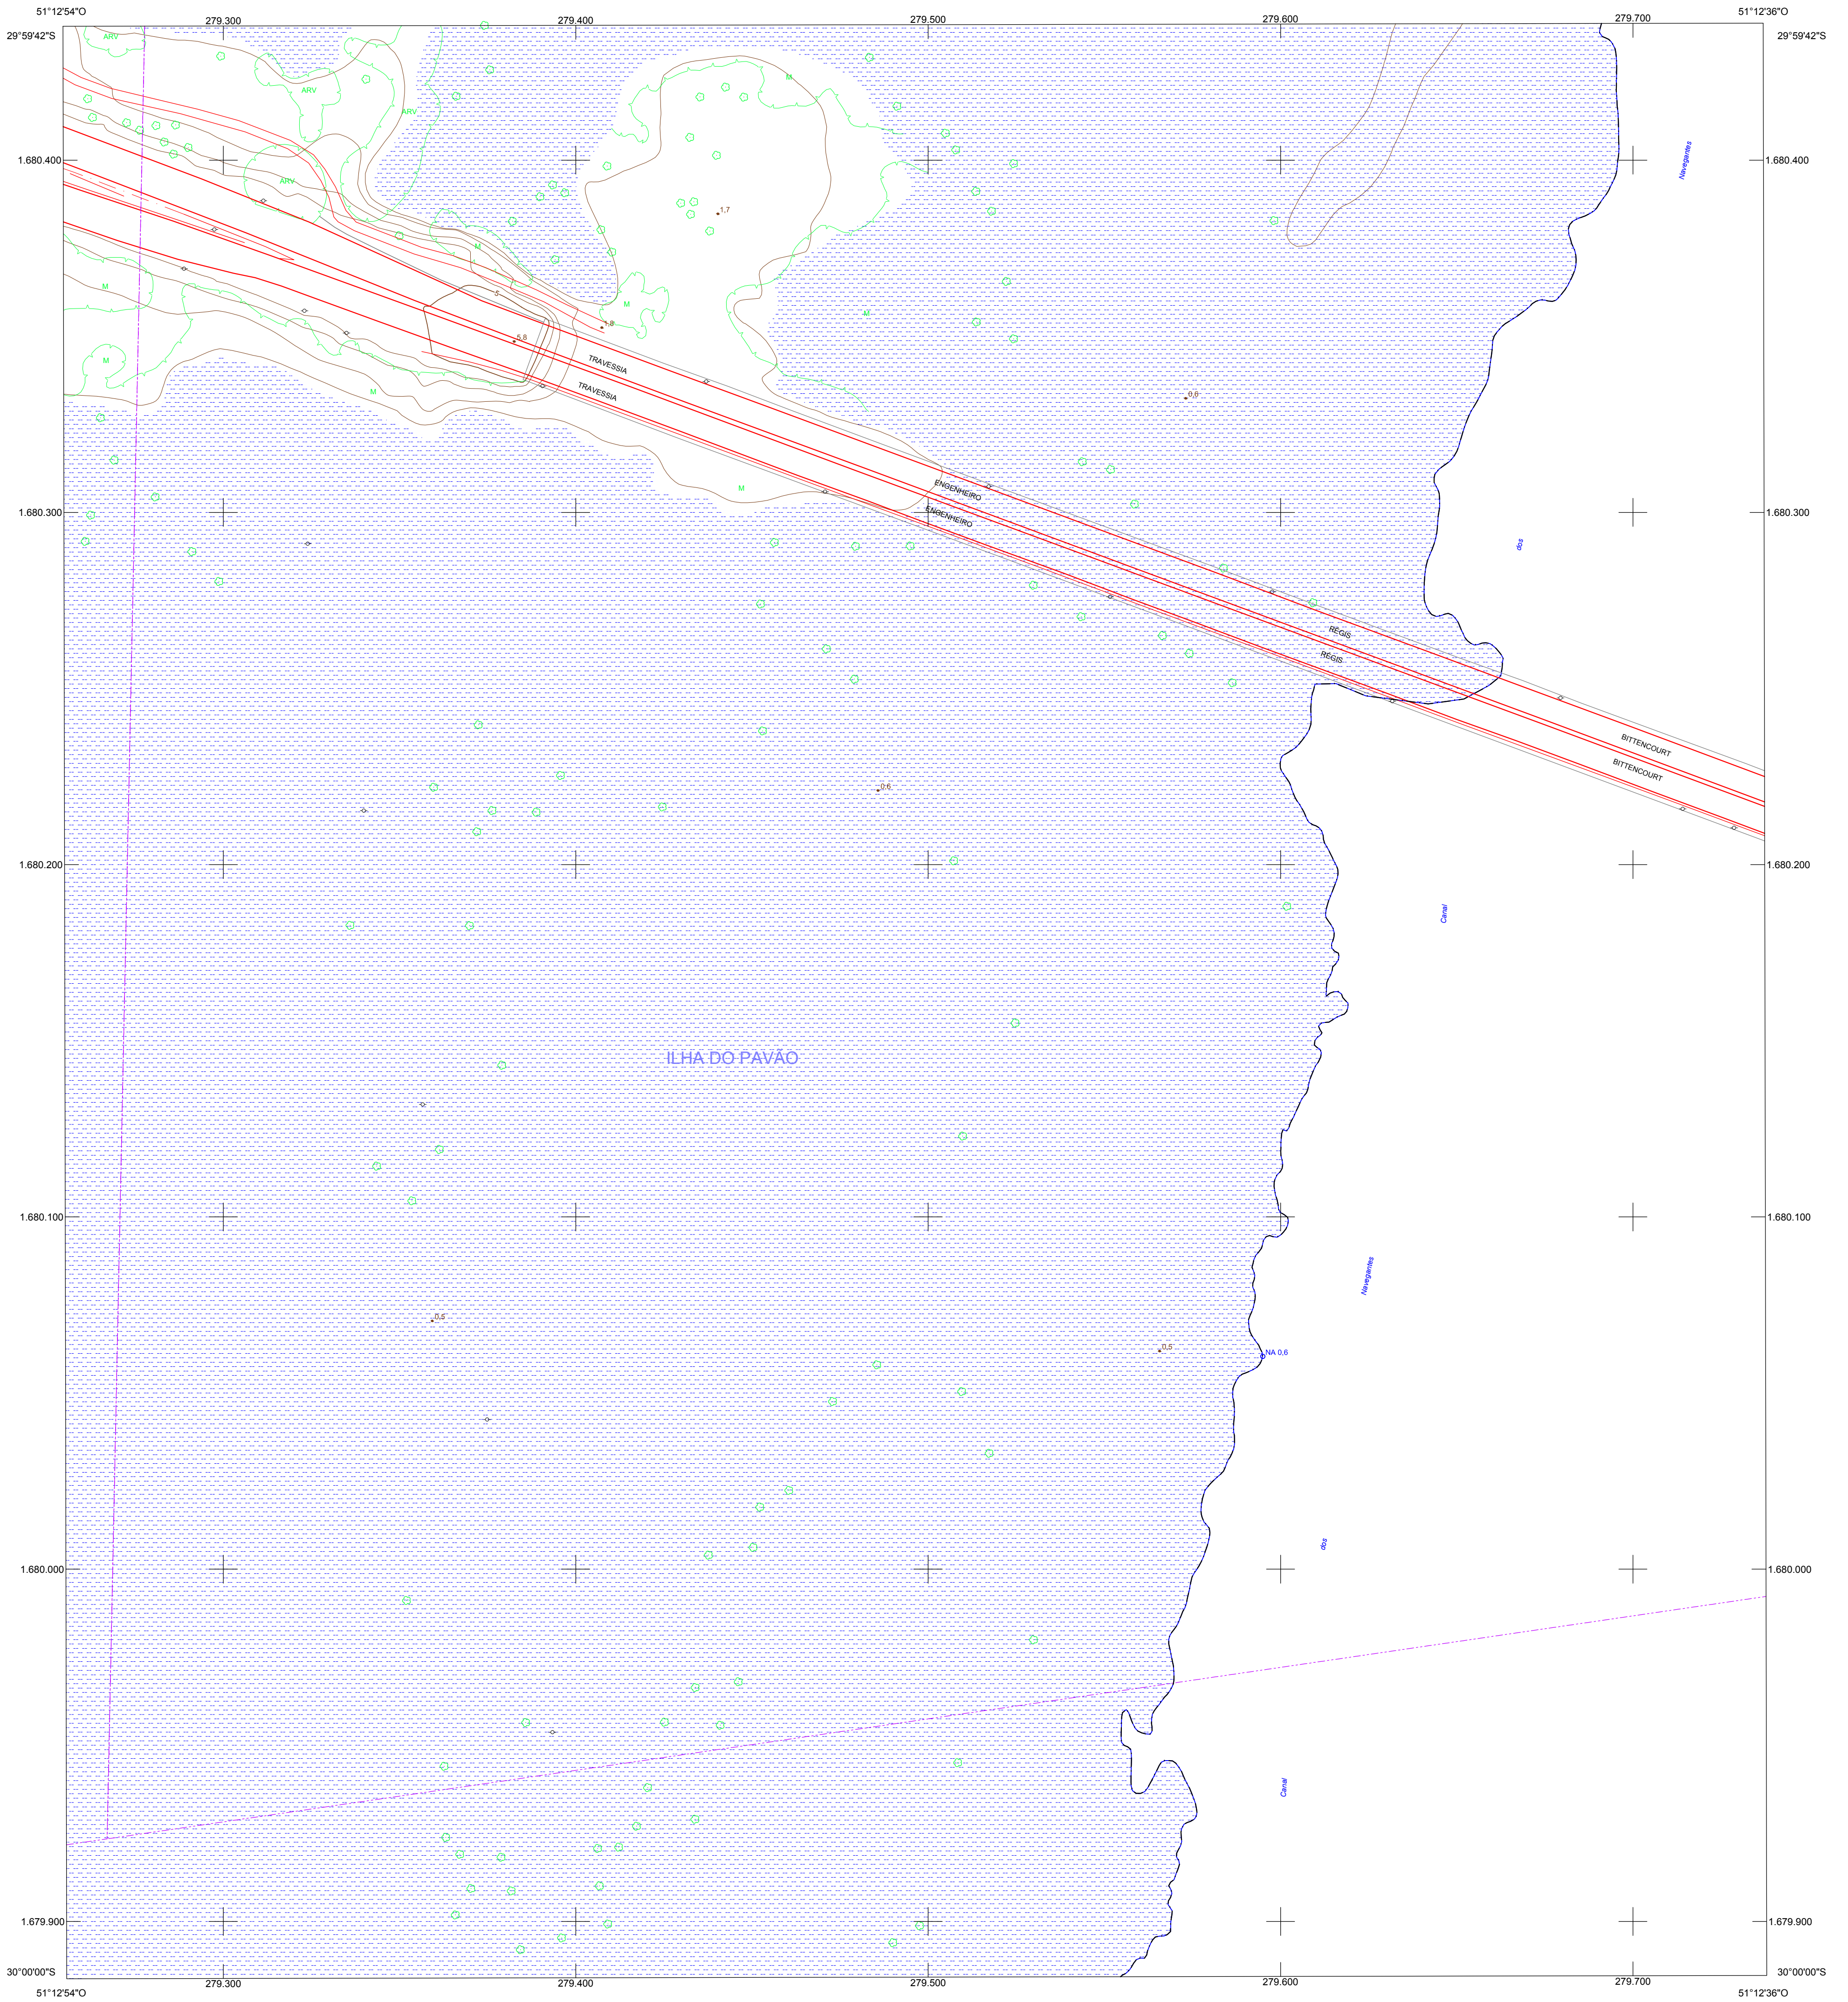 51°12'54"O
279.300
279.400
279.500
279.600
279.700
51°12'36"O
29°59'42"S
29°59'42"S
ARV
M
ARV
ARV
Navegantes
1.680.400
1.680.400
ARV
1,7
M
M
M
5
M
M
1,8
5,8
TRAVESSIA
M
TRAVESSIA
M
0,6
M
ENGENHEIRO
1.680.300
1.680.300
ENGENHEIRO
dos
RÉGIS
RÉGIS
BITTENCOURT
BITTENCOURT
0,6
1.680.200
1.680.200
Canal
ILHA DO PAVÃO
1.680.100
1.680.100
Navegantes
0,5
0,5
NA 0,6
dos
1.680.000
1.680.000
Canal
1.679.900
1.679.900
30°00'00"S
30°00'00"S
51°12'54"O
279.300
279.400
279.500
279.600
279.700
51°12'36"O